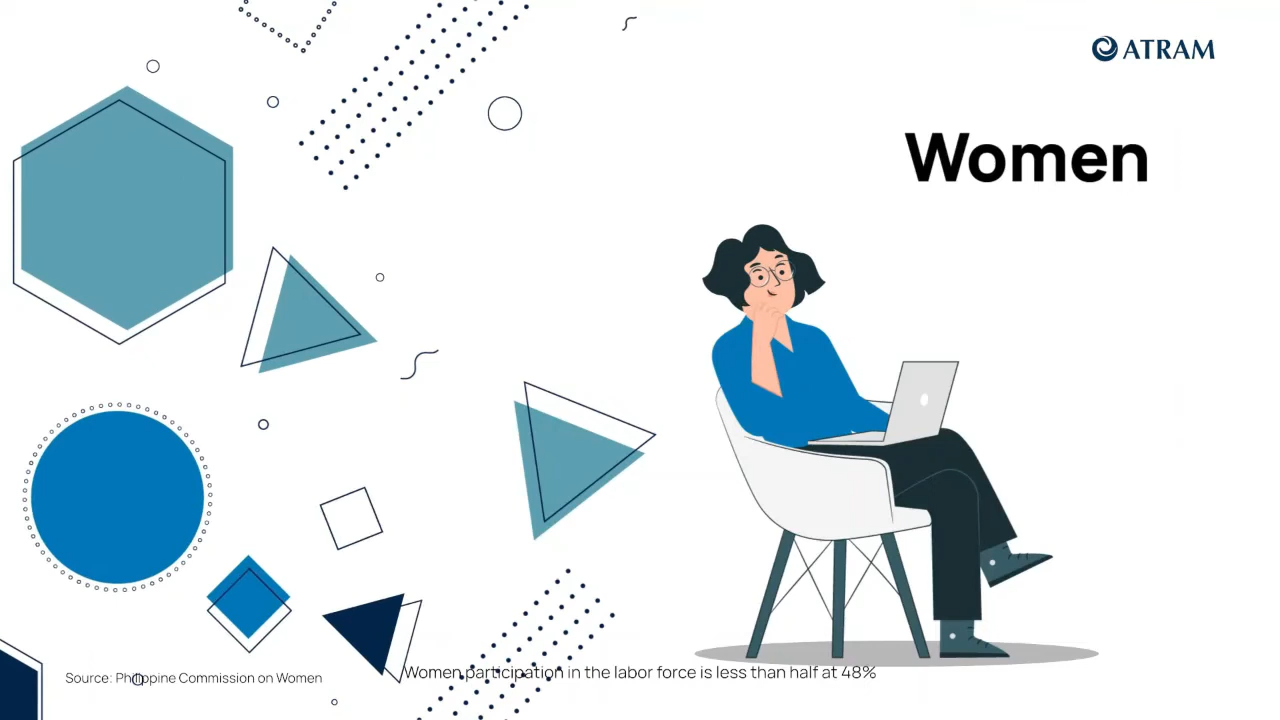 ATRAM
Women
Women participation in the labor force is less than half at 48%
Source: Philippine Commission on Women